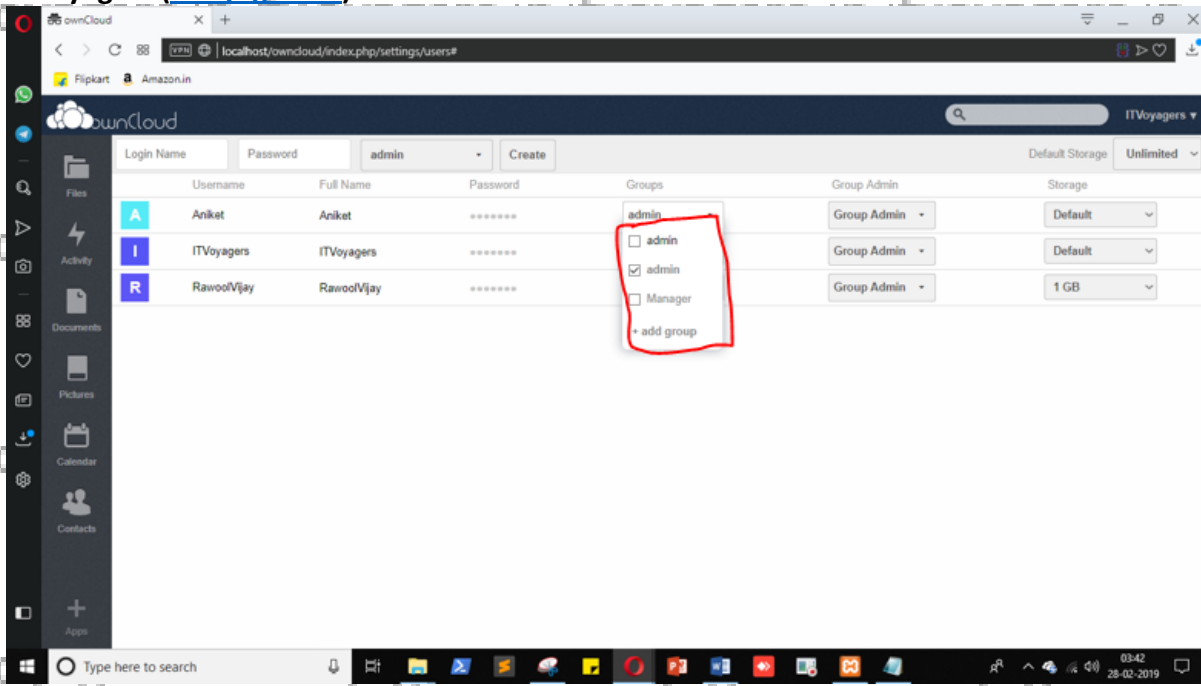 ownCloud
VPN localhost/owncloud/index.php/settings/users#
Flipkart Amazon.in
ownCloud ITVoyagers
Login Name Password admin Create Default Storage Unlimited
Username Full Name Password Groups Group Admin Storage
A Aniket Aniket admin Group Admin Default
I ITVoyagers ITVoyagers Group Admin Default
R RawoolVijay RawoolVijay Group Admin 1 GB
admin
admin
Manager
+ add group
Files
Activity
Documents
Pictures
Calendar
Contacts
Apps
Type here to search
03:42
28-02-2019